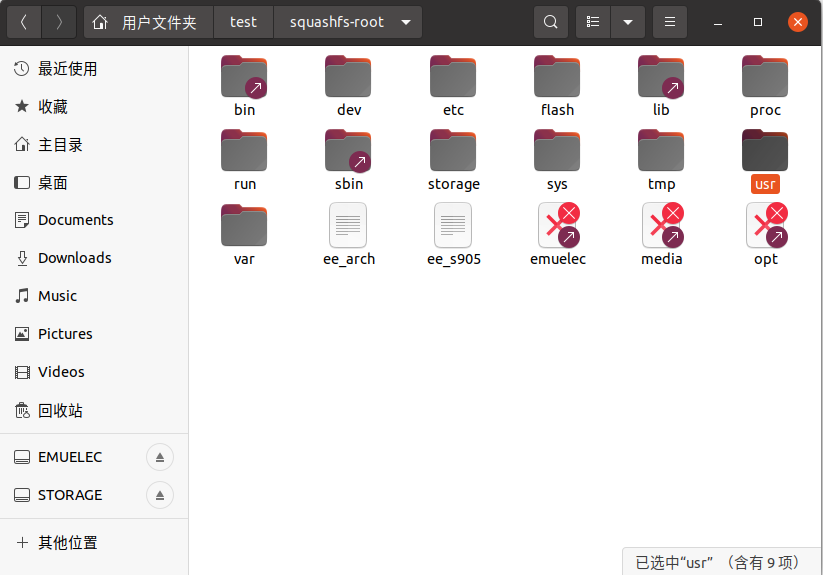 用户文件夹 test squashfs-root
最近使用
收藏
主目录
桌面
Documents
Downloads
Music
Pictures
Videos
回收站
EMUELEC
STORAGE
其他位置
bin dev etc flash lib proc
run sbin storage sys tmp usr
var ee_arch ee_s905 emuelec media opt
已选中“usr” （含有 9 项）